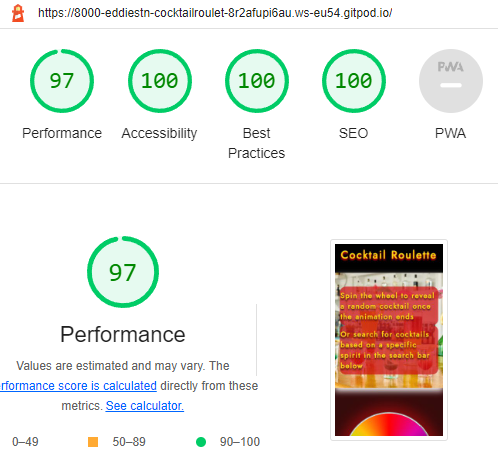 https://8000-eddiestn-cocktailroulet-8r2afupi6au.ws-eu54.gitpod.io/
97
100
100
100
PWA
Performance
Accessibility
Best
Practices
SEO
PWA
97
Performance
Values are estimated and may vary. The
rformance score is calculated directly from these
metrics. See calculator.
0–49
50–89
90–100
Cocktail Roulette
Spin the wheel to reveal
a random cocktail once
the animation ends
Or search for cocktails
based on a specific
spirit in the search bar
below